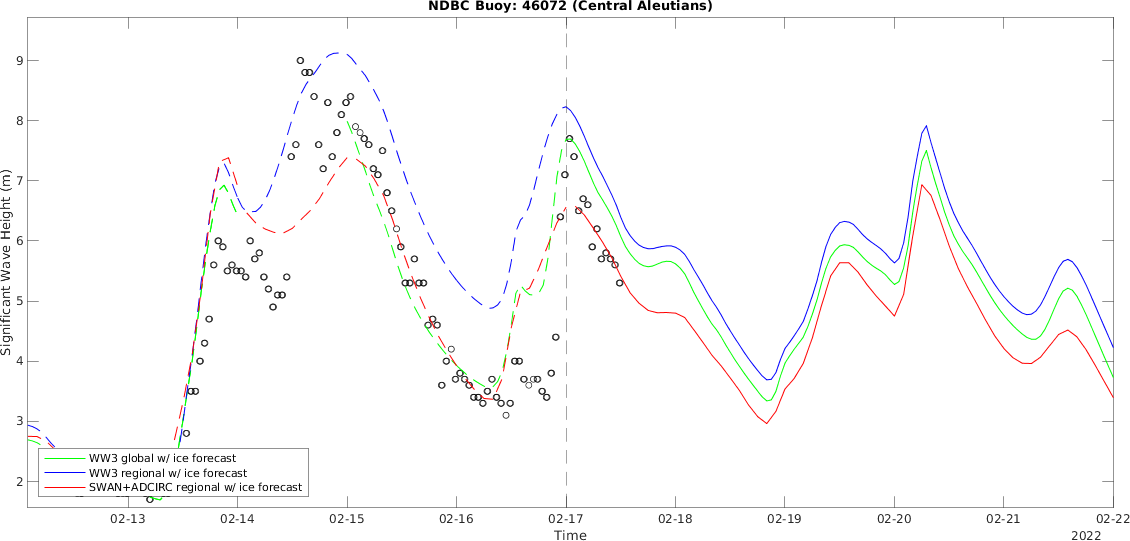 NDBC Buoy: 46072 (Central Aleutians)
Significant Wave Height (m)
9
8
7
6
5
4
3
2
WW3 global w/ ice forecast
WW3 regional w/ ice forecast
SWAN+ADCIRC regional w/ ice forecast
02-13 02-14 02-15 02-16 02-17 02-18 02-19 02-20 02-21 02-22
Time
2022